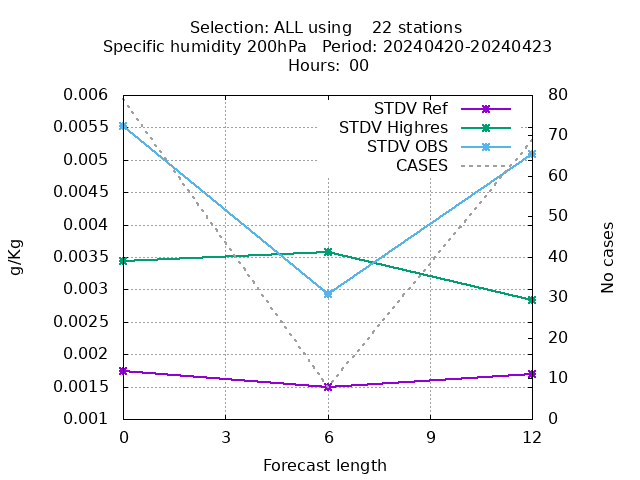 Selection: ALL using    22 stations
Specific humidity 200hPa   Period: 20240420-20240423
Hours: 00
STDV Ref
STDV Highres
STDV OBS
CASES
0.006
0.0055
0.005
0.0045
0.004
0.0035
0.003
0.0025
0.002
0.0015
0.001
80
70
60
50
40
30
20
10
0
g/Kg
No cases
0 3 6 9 12
Forecast length